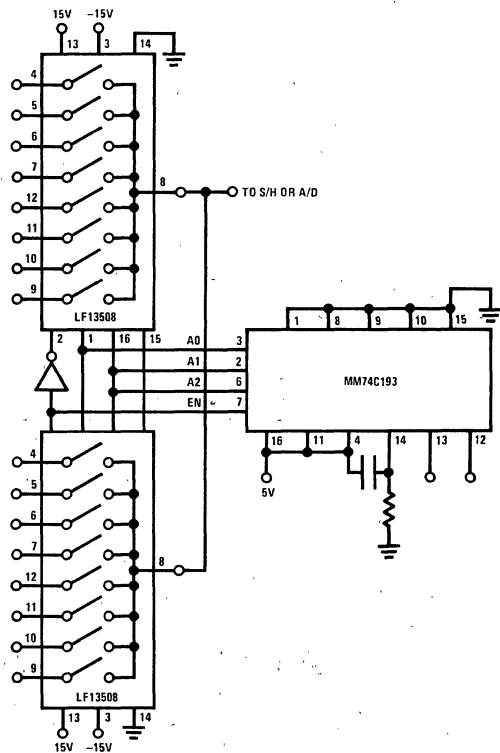 15V -15V
13 3 14
4
5
6
7
12
11
10
9
8
TO S/H OR A/D
LF13508
2 1 16 15
A0 3
A1 2
A2 6
EN 7
1 8 9 10 15
MM74C193
16 11 4 14 13 12
5V
4
5
6
7
12
11
10
9
8
LF13508
13 3 14
15V -15V